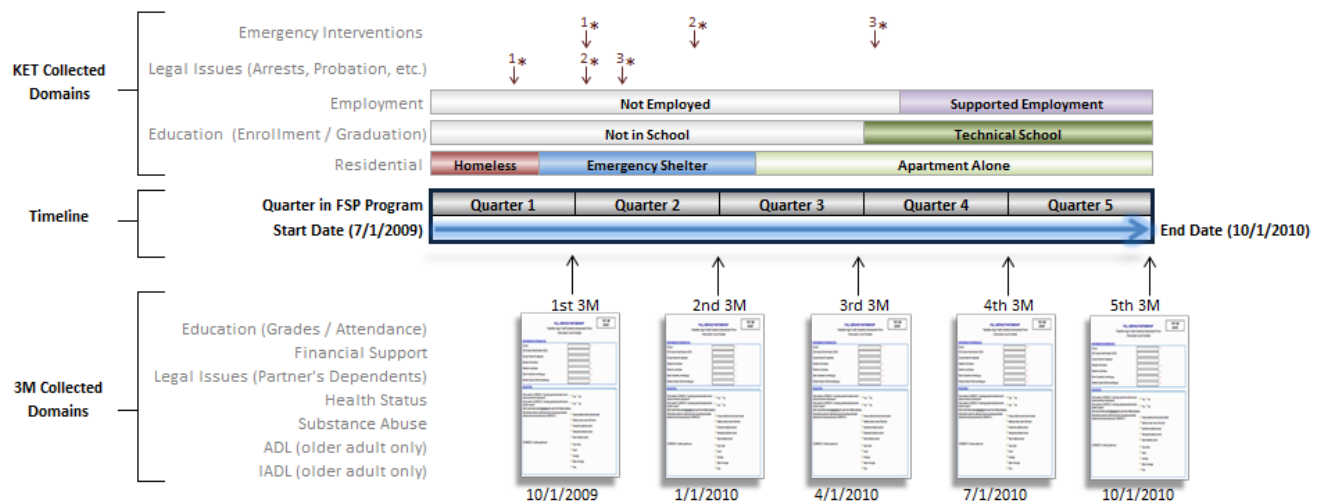 1* 2* 3*
Emergency Interventions
1* 2* 3*
Legal Issues (Arrests, Probation, etc.)
KET Collected
Domains
Employment Not Employed Supported Employment
Education (Enrollment / Graduation) Not in School Technical School
Residential Homeless Emergency Shelter Apartment Alone
Timeline
Quarter in FSP Program Quarter 1 Quarter 2 Quarter 3 Quarter 4 Quarter 5
Start Date (7/1/2009) End Date (10/1/2010)
1st 3M 2nd 3M 3rd 3M 4th 3M 5th 3M
3M Collected
Domains
Education (Grades / Attendance)
Financial Support
Legal Issues (Partner's Dependents)
Health Status
Substance Abuse
ADL (older adult only)
IADL (older adult only)
10/1/2009 1/1/2010 4/1/2010 7/1/2010 10/1/2010